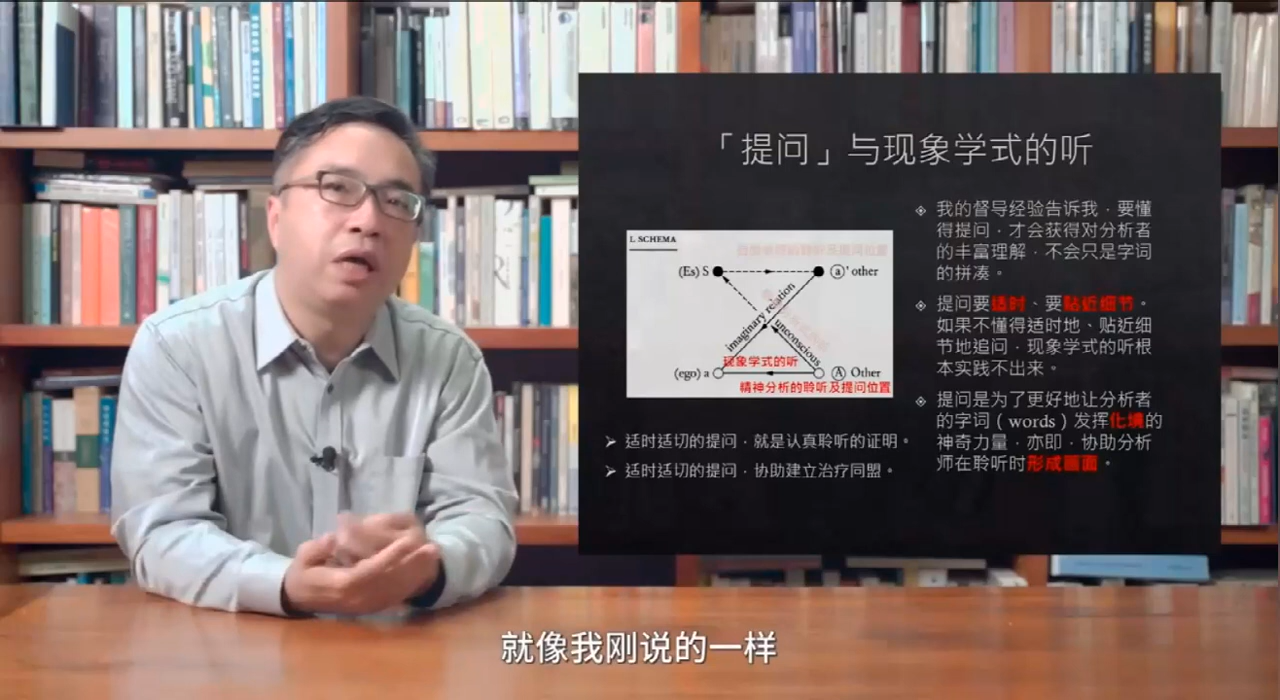 「提问」与现象学式的听
L SCHEMA
(Es) S
a' other
imaginary relation
unconscious
现象学式的听
(ego) a
A Other
精神分析的聆听及提问位置
➢ 适时适切的提问，就是认真聆听的证明。
➢ 适时适切的提问，协助建立治疗同盟。
◈ 我的督导经验告诉我，要懂
得提问，才会获得对分析者
的丰富理解，不会只是字词
的拼凑。
◈ 提问要适时、要贴近细节。
如果不懂得适时地、贴近细
节地追问，现象学式的听根
本实践不出来。
◈ 提问是为了更好地让分析者
的字词（words）发挥化境的
神奇力量，亦即，协助分析
师在聆听时形成画面。
就像我刚说的一样